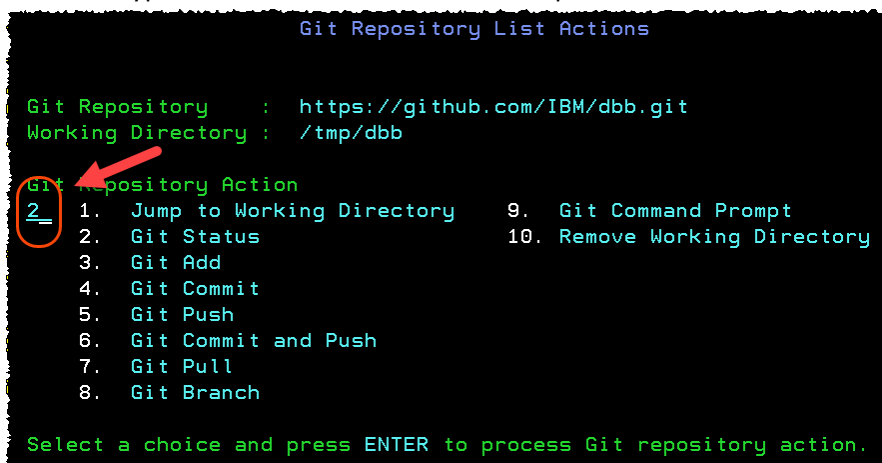 Git Repository List Actions
Git Repository : https://github.com/IBM/dbb.git
Working Directory : /tmp/dbb
Git Repository Action
2_ 1. Jump to Working Directory 9. Git Command Prompt
2. Git Status 10. Remove Working Directory
3. Git Add
4. Git Commit
5. Git Push
6. Git Commit and Push
7. Git Pull
8. Git Branch
Select a choice and press ENTER to process Git repository action.